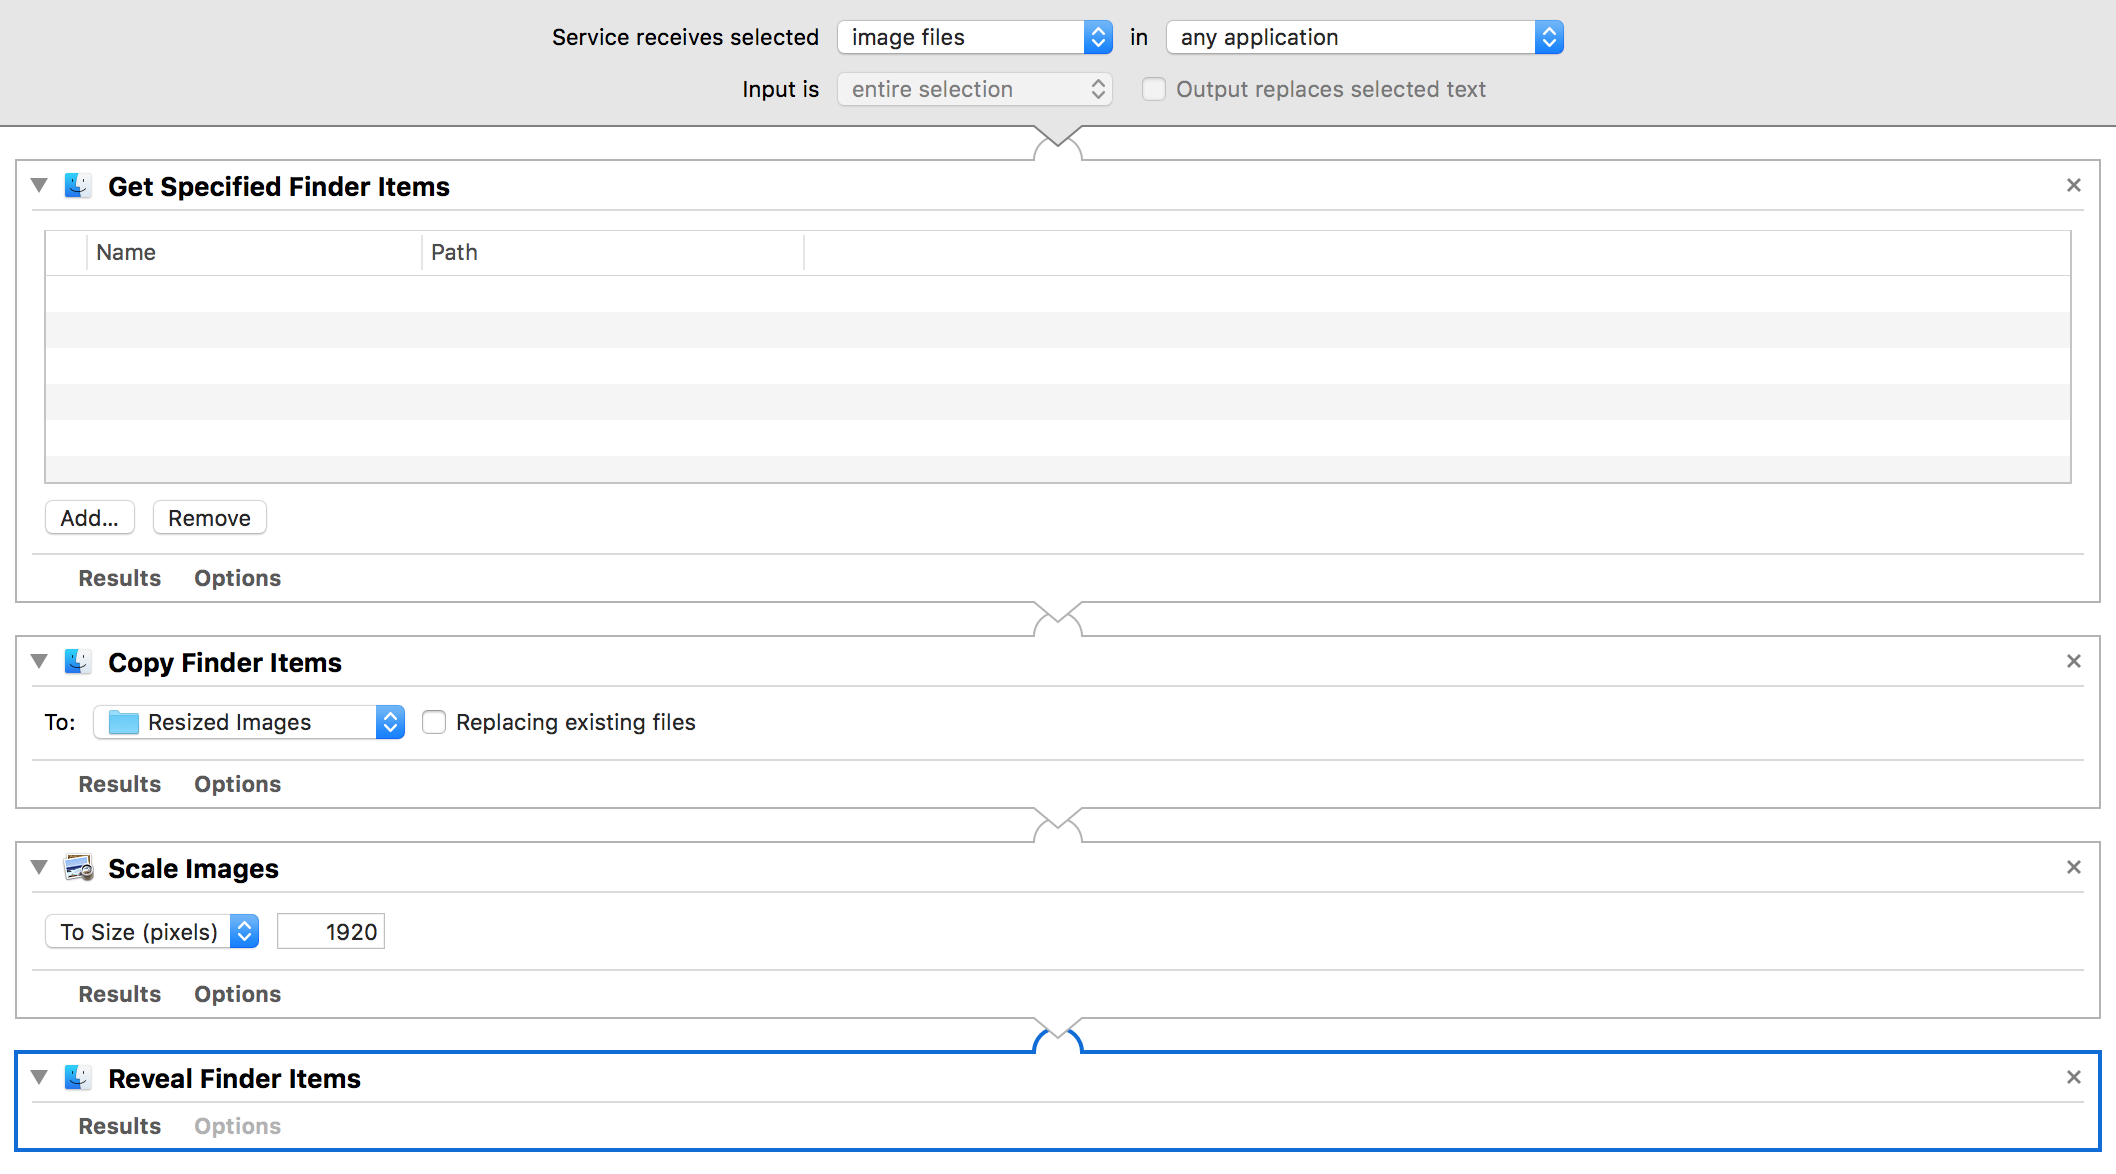 Service receives selected image files in any application
Input is entire selection Output replaces selected text
Get Specified Finder Items
Name Path
Add... Remove
Results Options
Copy Finder Items
To: Resized Images Replacing existing files
Results Options
Scale Images
To Size (pixels) 1920
Results Options
Reveal Finder Items
Results Options